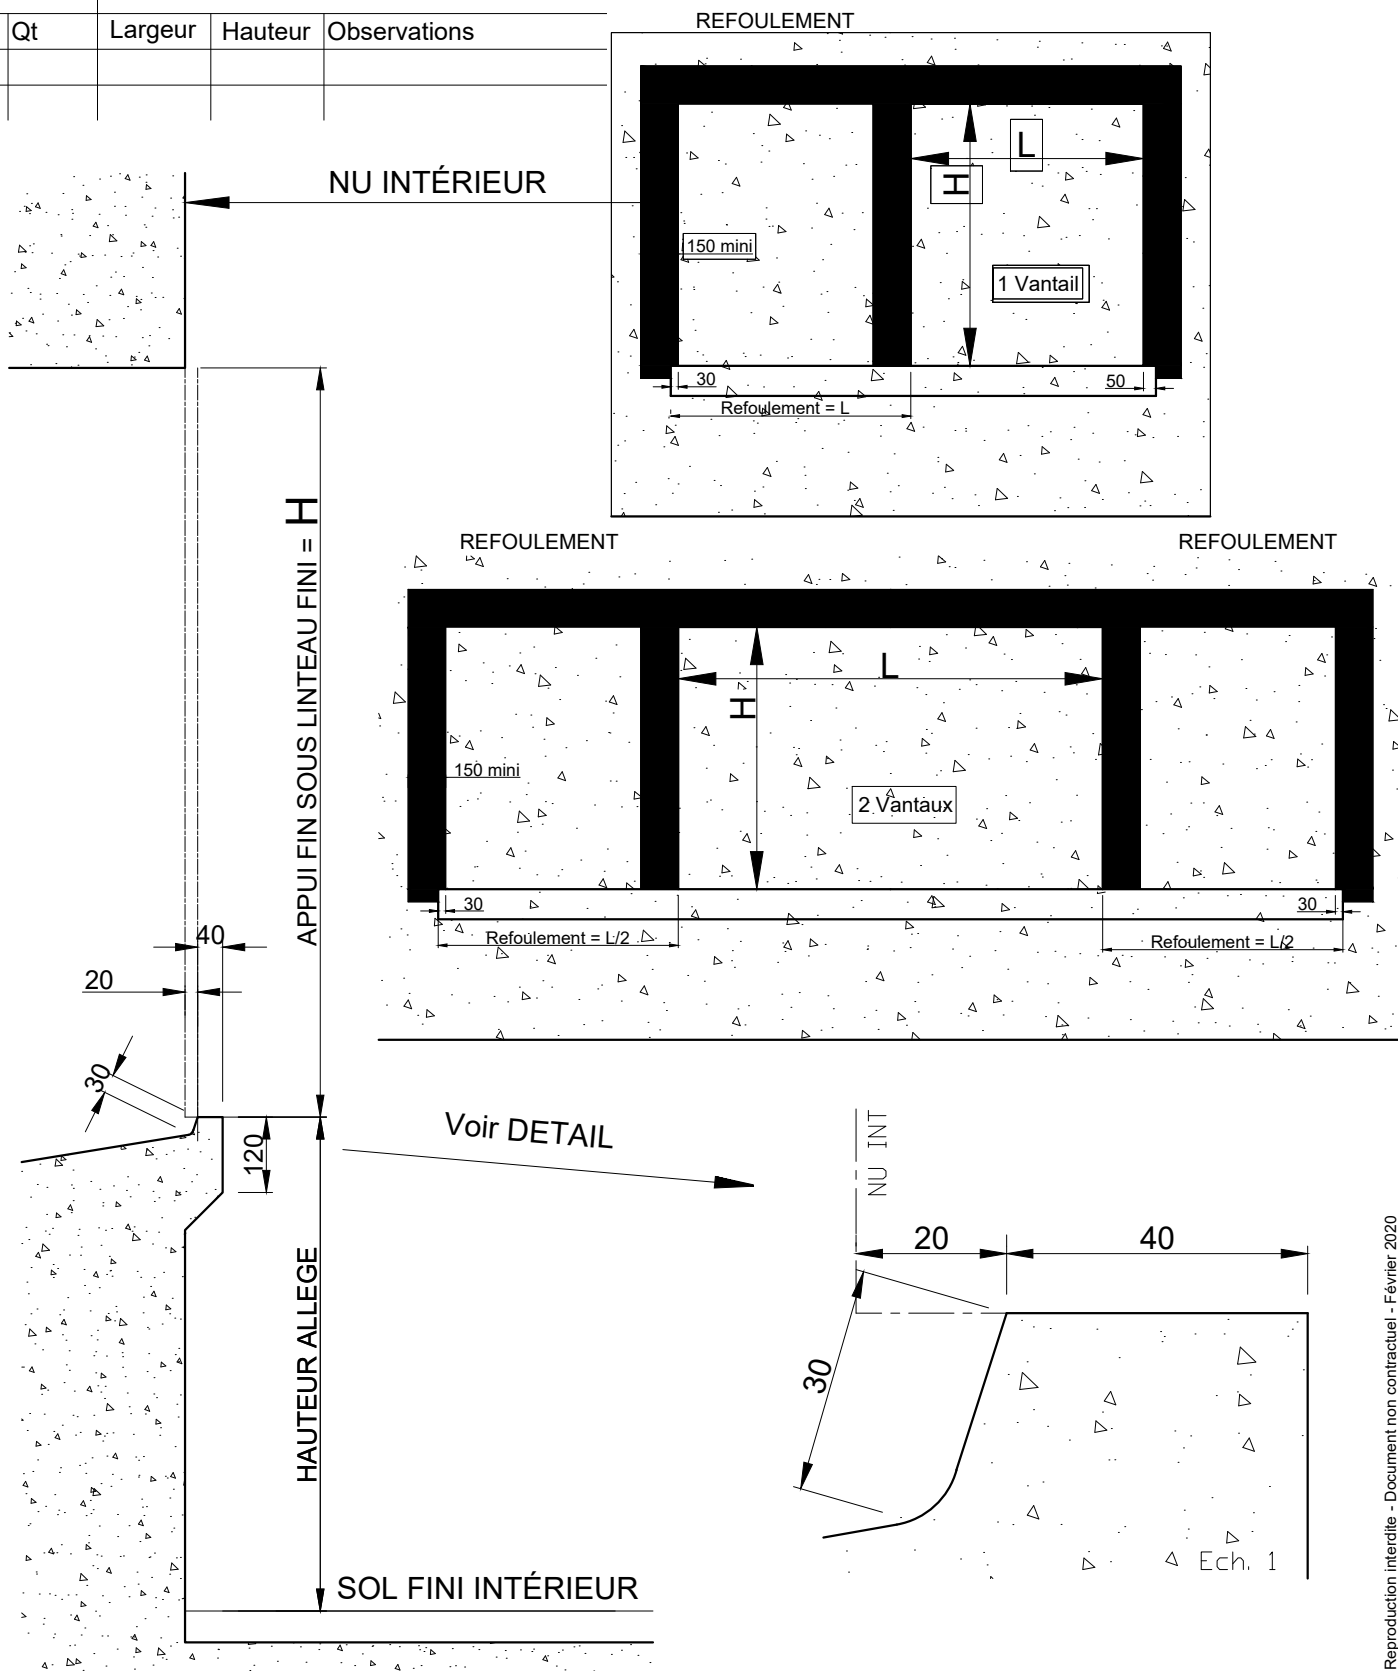 Qt Largeur Hauteur Observations
REFOULEMENT
NU INTÉRIEUR
L
H
150 mini
1 Vantail
30
50
Refoulement = L
REFOULEMENT
REFOULEMENT
L
H
150 mini
2 Vantaux
30
30
Refoulement = L/2
Refoulement = L/2
APPUI FIN SOUS LINTEAU FINI = H
40
20
30
120
Voir DETAIL
HAUTEUR ALLEGE
SOL FINI INTÉRIEUR
NU INT
20
40
30
Ech. 1
Reproduction interdite - Document non contractuel - Février 2020